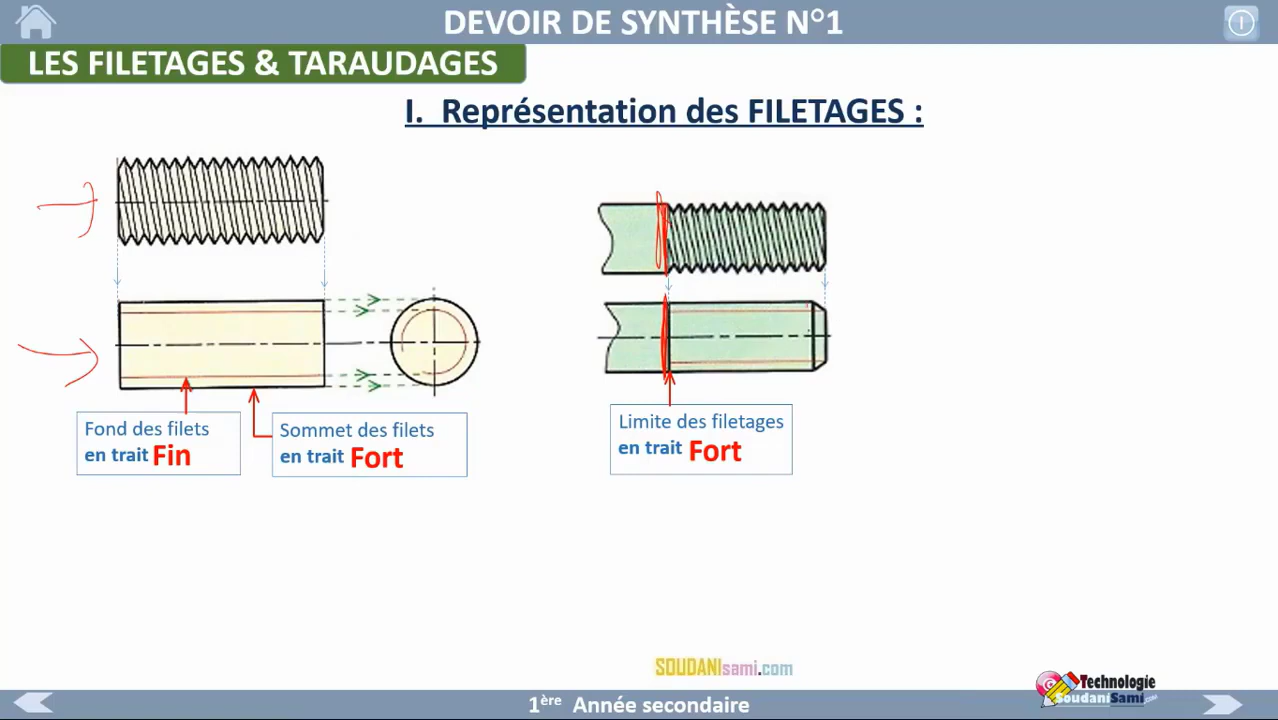 DEVOIR DE SYNTHÈSE N°1
LES FILETAGES & TARAUDAGES
I. Représentation des FILETAGES :
Fond des filets
en trait Fin
Sommet des filets
en trait Fort
Limite des filetages
en trait Fort
SOUDANIsami.com
Technologie
SoudaniSami.com
1ère Année secondaire